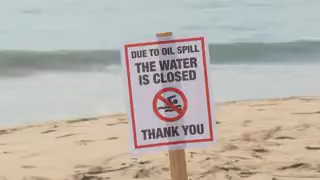 DUE TO OIL SPILL
THE WATER
IS CLOSED
THANK YOU